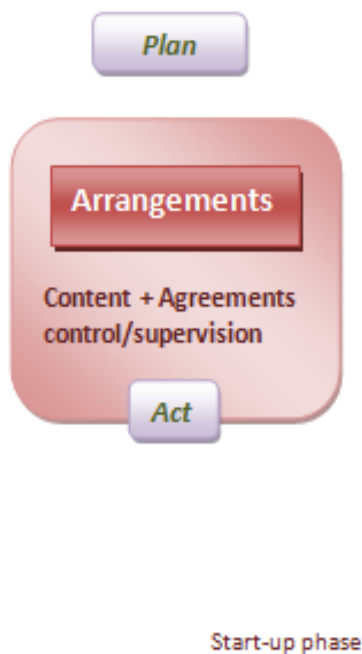 Plan
Arrangements
Content + Agreements
control/supervision
Act
Start-up phase